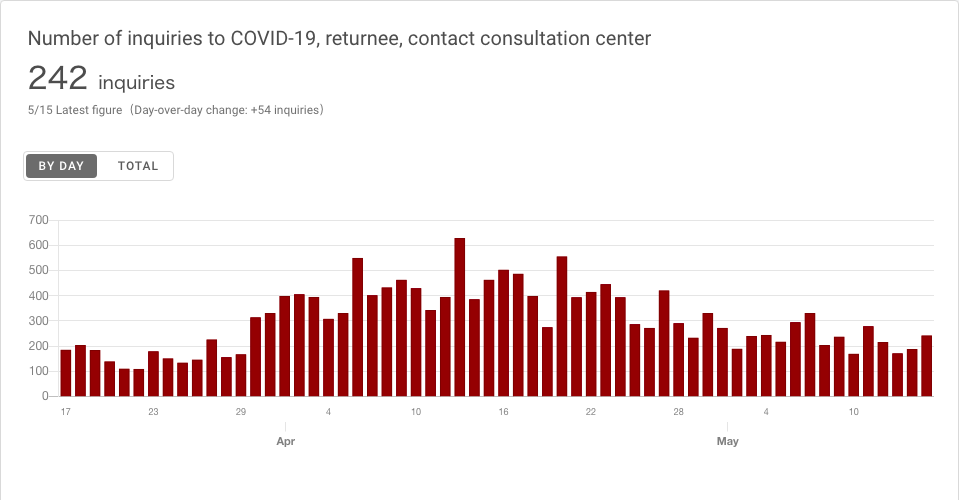 Number of inquiries to COVID-19, returnee, contact consultation center
242 inquiries
5/15 Latest figure（Day-over-day change: +54 inquiries）
BY DAY TOTAL
700
600
500
400
300
200
100
0
17 23 29 4 10 16 22 28 4 10
Apr May